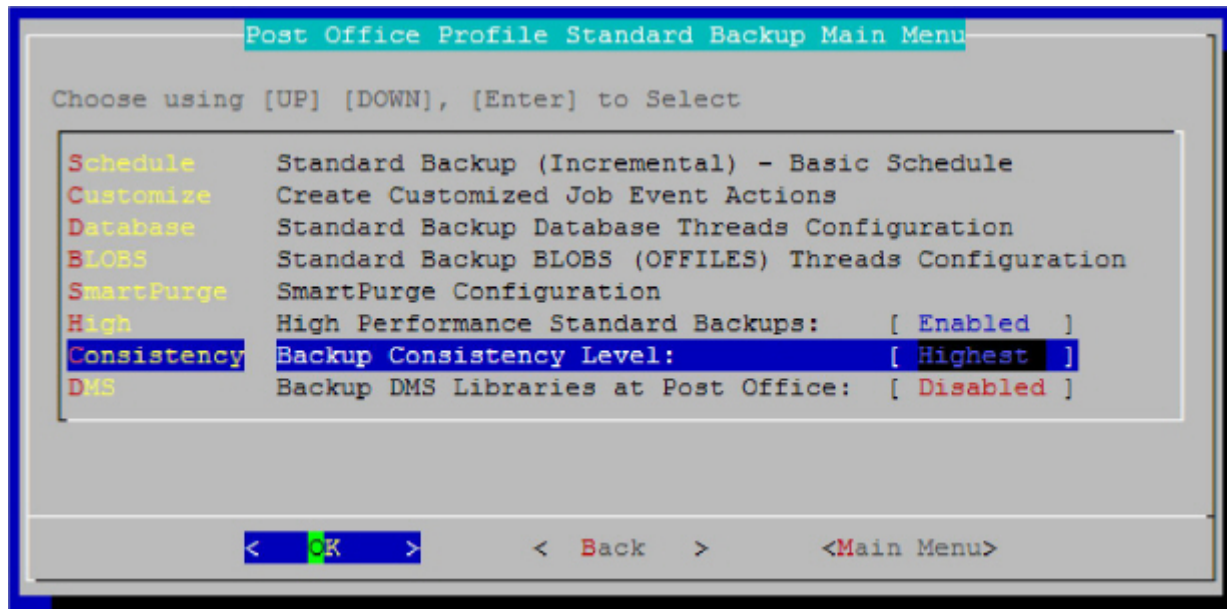 Post Office Profile Standard Backup Main Menu
Choose using [UP] [DOWN], [Enter] to Select
Schedule Standard Backup (Incremental) - Basic Schedule
Customize Create Customized Job Event Actions
Database Standard Backup Database Threads Configuration
BLOBS Standard Backup BLOBS (OFFILES) Threads Configuration
SmartPurge SmartPurge Configuration
High High Performance Standard Backups: [ Enabled ]
Consistency Backup Consistency Level: [ Highest ]
DMS Backup DMS Libraries at Post Office: [ Disabled ]
< OK > < Back > <Main Menu>